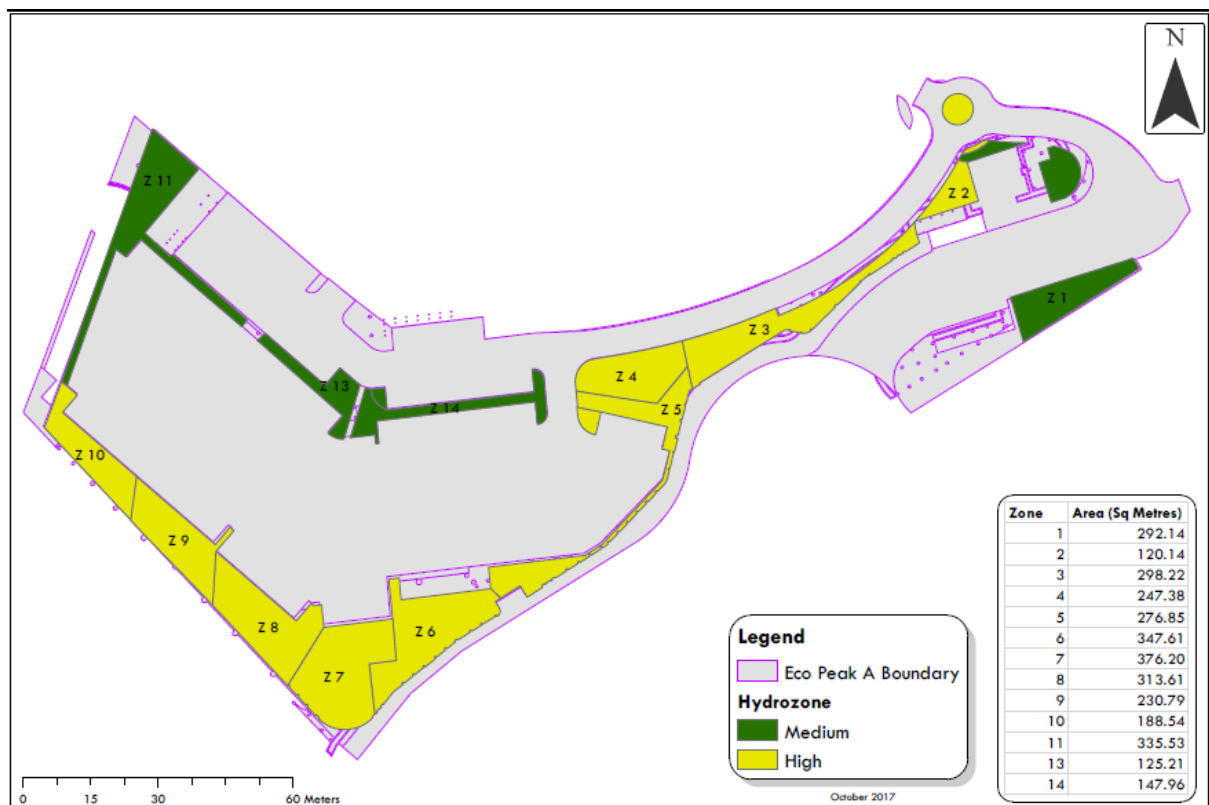 N
Z 11
Z 2
Z 1
Z 3
Z 4
Z 13
Z 5
Z 14
Z 10
Z 9
Z 8
Z 6
Z 7
Zone Area (Sq Metres)
1 292.14
2 120.14
3 298.22
4 247.38
5 276.85
6 347.61
7 376.20
8 313.61
9 230.79
10 188.54
11 335.53
13 125.21
14 147.96
Legend
Eco Peak A Boundary
Hydrozone
Medium
High
0 15 30 60 Meters
October 2017